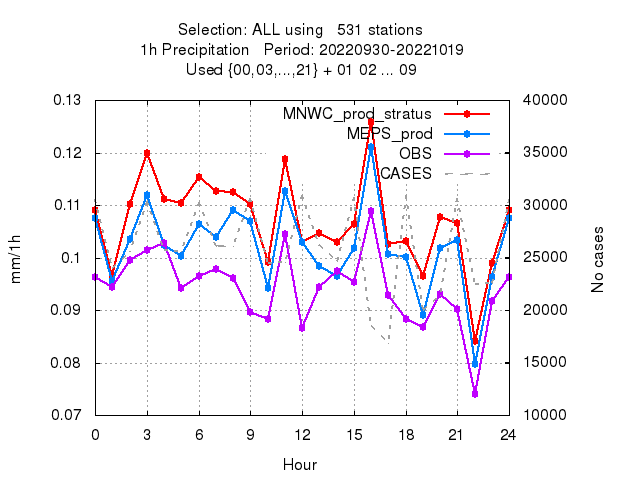 Selection: ALL using 531 stations
1h Precipitation Period: 20220930-20221019
Used {00,03,...,21} + 01 02 ... 09
0.13 40000
MNWC_prod_stratus
MEPS_prod
0.12 35000
OBS
CASES
0.11 30000
mm/1h
0.1 25000
No cases
0.09 20000
0.08 15000
0.07 10000
0 3 6 9 12 15 18 21 24
Hour